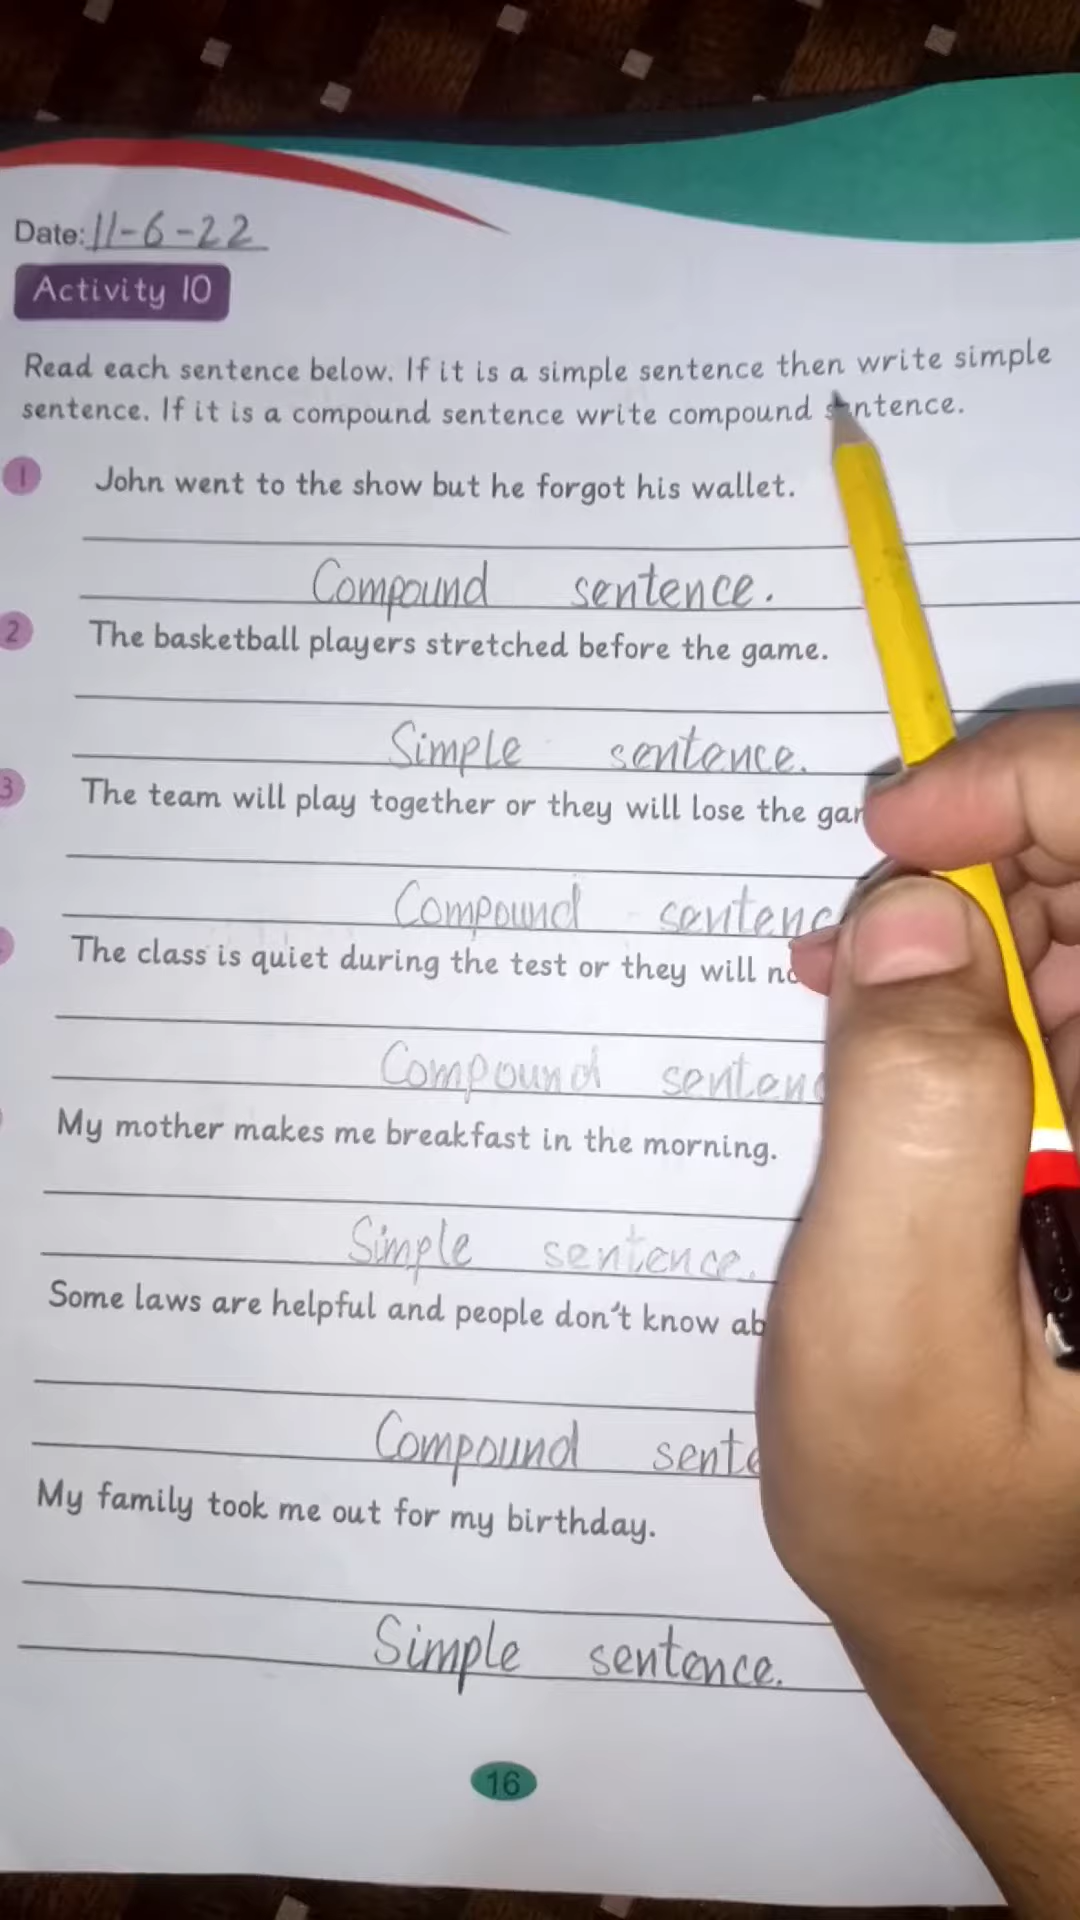 Date: 11-6-22
Activity 10
Read each sentence below. If it is a simple sentence then write simple
sentence. If it is a compound sentence write compound sentence.
1 John went to the show but he forgot his wallet.
Compound sentence.
2 The basketball players stretched before the game.
Simple sentence.
3 The team will play together or they will lose the
Compound
The class is quiet during the test or they will
Compound
My mother makes me breakfast in the morning.
Simple sentence.
Some laws are helpful and people don't know
Compound
My family took me out for my birthday.
Simple sentence.
16